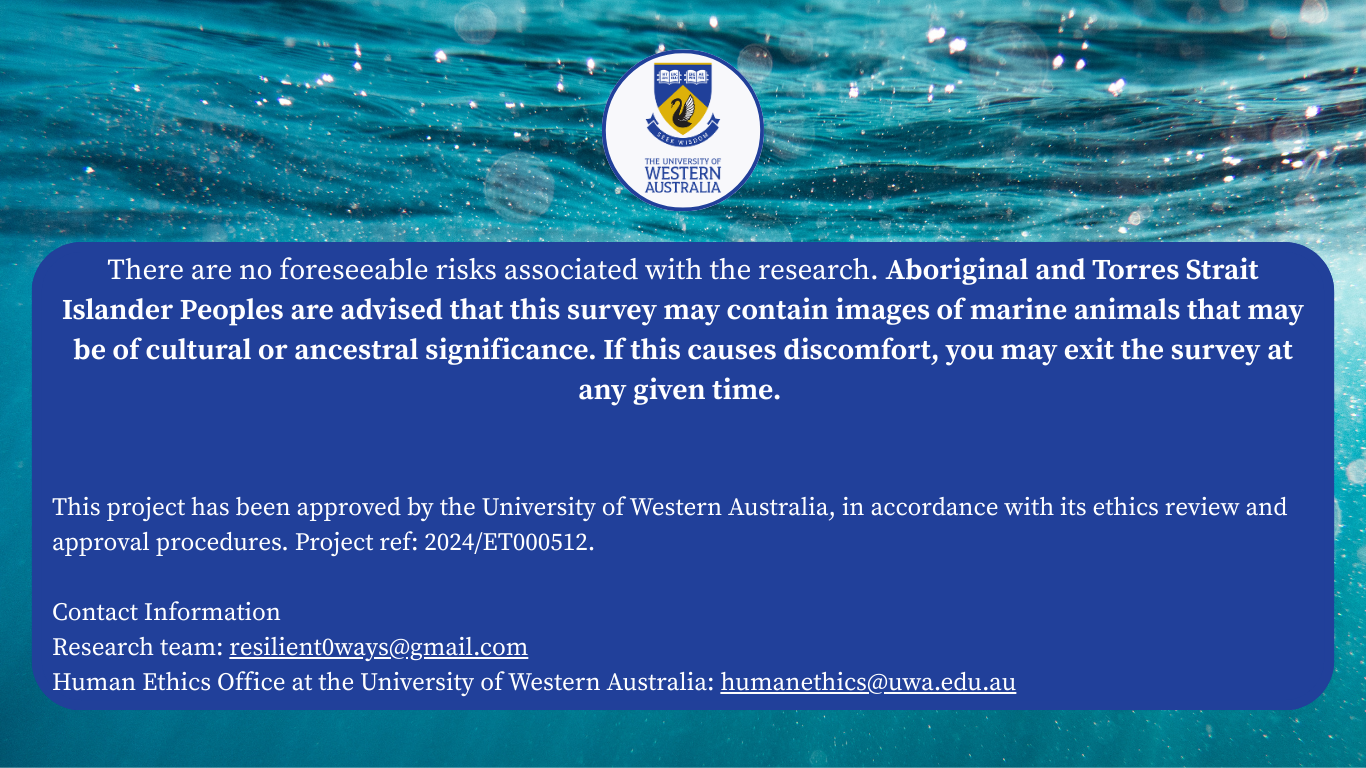 SEEK WISDOM
THE UNIVERSITY OF
WESTERN
AUSTRALIA
There are no foreseeable risks associated with the research. Aboriginal and Torres Strait
Islander Peoples are advised that this survey may contain images of marine animals that may
be of cultural or ancestral significance. If this causes discomfort, you may exit the survey at
any given time.
This project has been approved by the University of Western Australia, in accordance with its ethics review and
approval procedures. Project ref: 2024/ET000512.
Contact Information
Research team: resilient0ways@gmail.com
Human Ethics Office at the University of Western Australia: humanethics@uwa.edu.au